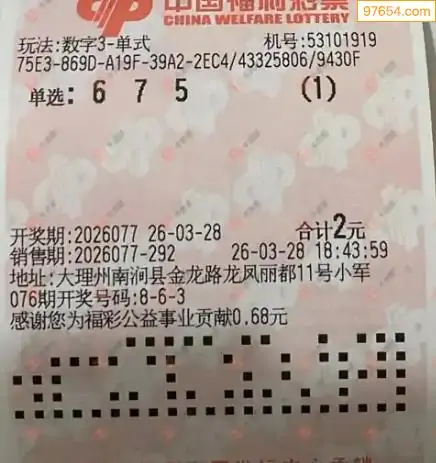 97654.com
中国福利彩票
CHINA WELFARE LOTTERY
玩法:数字3-单式 机号:53101919
75E3-869D-A19F-39A2-2EC4/43325806/9430F
单选: 6 7 5 (1)
开奖期:2026077 26-03-28 合计2元
销售期:2026077-292 26-03-28 18:43:59
地址:大理州南涧县金龙路龙凤丽都11号小军
076期开奖号码:8-6-3
感谢您为福彩公益事业贡献0.68元